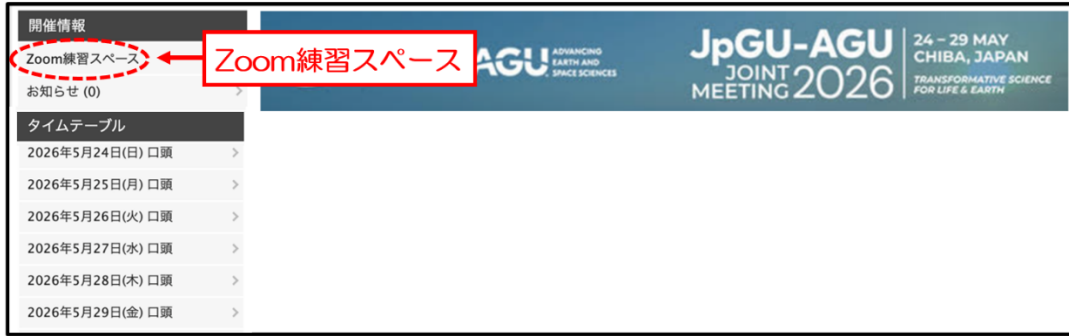 開催情報
Zoom練習スペース
お知らせ (0)
タイムテーブル
2026年5月24日(日) 口頭
2026年5月25日(月) 口頭
2026年5月26日(火) 口頭
2026年5月27日(水) 口頭
2026年5月28日(木) 口頭
2026年5月29日(金) 口頭
Zoom練習スペース
AGU ADVANCING
EARTH AND
SPACE SCIENCES
JpGU-AGU
JOINT
MEETING 2026
24 – 29 MAY
CHIBA, JAPAN
TRANSFORMATIVE SCIENCE
FOR LIFE & EARTH